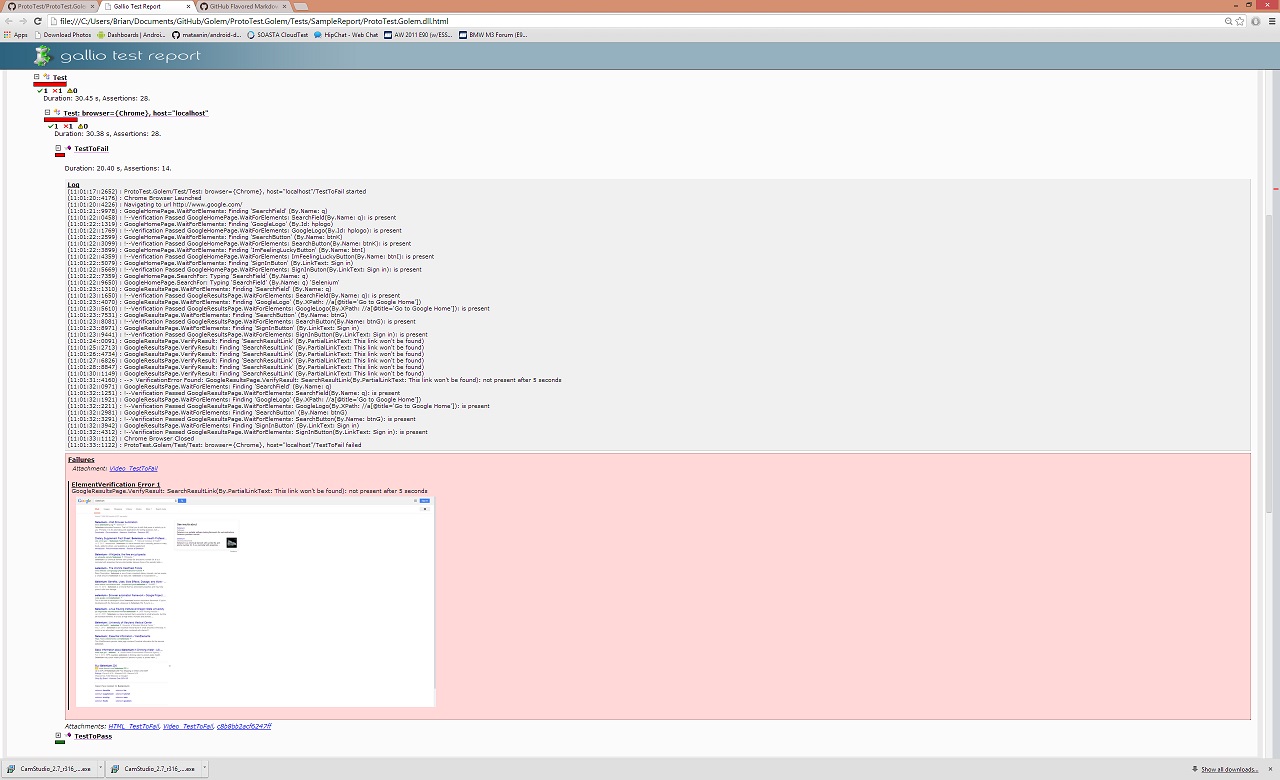 ProtoTest/ProtoTest.Golem
Gallio Test Report
GitHub Flavored Markdow
file:///C:/Users/Brian/Documents/GitHub/Golem/ProtoTest.Golem/Tests/SampleReport/ProtoTest.Golem.dll.html
Apps Download Photos Dashboards | Androi... mataanin/android-d... SOASTA CloudTest HipChat - Web Chat AW 2011 E90 (w/ESS... BMW M3 Forum (E9...
gallio test report
Test
1 1 0
Duration: 30.45 s, Assertions: 28.
Test: browser={Chrome}, host="localhost"
1 1 0
Duration: 30.38 s, Assertions: 28.
TestToFail
Duration: 20.40 s, Assertions: 14.
Log
(11:01:17::2652) : ProtoTest.Golem/Test/Test: browser={Chrome}, host="localhost"/TestToFail started
(11:01:20::4176) : Chrome Browser Launched
(11:01:20::4226) : Navigating to url http://www.google.com/
(11:01:31::9978) : GoogleHomePage.WaitForElements: Finding 'SearchField' (By.Name: q)
(11:01:22::0458) : !--Verification Passed GoogleHomePage.WaitForElements: SearchField(By.Name: q): is present
(11:01:22::1319) : GoogleHomePage.WaitForElements: Finding 'GoogleLogo' (By.Id: hplogo)
(11:01:22::1769) : !--Verification Passed GoogleHomePage.WaitForElements: GoogleLogo(By.Id: hplogo): is present
(11:01:22::2599) : GoogleHomePage.WaitForElements: Finding 'SearchButton' (By.Name: btnK)
(11:01:22::3099) : !--Verification Passed GoogleHomePage.WaitForElements: SearchButton(By.Name: btnK): is present
(11:01:22::3899) : GoogleHomePage.WaitForElements: Finding 'ImFeelingLuckyButton' (By.Name: btnI)
(11:01:22::4359) : !--Verification Passed GoogleHomePage.WaitForElements: ImFeelingLuckyButton(By.Name: btnI): is present
(11:01:22::5079) : GoogleHomePage.WaitForElements: Finding 'SignInButon' (By.LinkText: Sign in)
(11:01:22::5669) : !--Verification Passed GoogleHomePage.WaitForElements: SignInButon(By.LinkText: Sign in): is present
(11:01:22::7359) : GoogleHomePage.SearchFor: Typing 'SearchField' (By.Name: q)
(11:01:22::9650) : GoogleHomePage.SearchFor: Typing 'SearchField' (By.Name: q) 'Selenium'
(11:01:23::1310) : GoogleResultsPage.WaitForElements: Finding 'SearchField' (By.Name: q)
(11:01:23::1650) : !--Verification Passed GoogleResultsPage.WaitForElements: SearchField(By.Name: q): is present
(11:01:23::4070) : GoogleResultsPage.WaitForElements: Finding 'GoogleLogo' (By.XPath: //a[@title='Go to Google Home'])
(11:01:23::5610) : !--Verification Passed GoogleResultsPage.WaitForElements: GoogleLogo(By.XPath: //a[@title='Go to Google Home']): is present
(11:01:23::7531) : GoogleResultsPage.WaitForElements: Finding 'SearchButton' (By.Name: btnG)
(11:01:23::8081) : !--Verification Passed GoogleResultsPage.WaitForElements: SearchButton(By.Name: btnG): is present
(11:01:23::8971) : GoogleResultsPage.WaitForElements: Finding 'SignInButton' (By.LinkText: Sign in)
(11:01:23::9441) : !--Verification Passed GoogleResultsPage.WaitForElements: SignInButton(By.LinkText: Sign in): is present
(11:01:24::0091) : GoogleResultsPage.VerifyResult: Finding 'SearchResultLink' (By.PartialLinkText: This link won't be found)
(11:01:25::2713) : GoogleResultsPage.VerifyResult: Finding 'SearchResultLink' (By.PartialLinkText: This link won't be found)
(11:01:26::4734) : GoogleResultsPage.VerifyResult: Finding 'SearchResultLink' (By.PartialLinkText: This link won't be found)
(11:01:27::6826) : GoogleResultsPage.VerifyResult: Finding 'SearchResultLink' (By.PartialLinkText: This link won't be found)
(11:01:28::8847) : GoogleResultsPage.VerifyResult: Finding 'SearchResultLink' (By.PartialLinkText: This link won't be found)
(11:01:30::1149) : GoogleResultsPage.VerifyResult: Finding 'SearchResultLink' (By.PartialLinkText: This link won't be found)
(11:01:31::4160) : --> VerificationError Found: GoogleResultsPage.VerifyResult: SearchResultLink(By.PartialLinkText: This link won't be found): not present after 5 seconds
(11:01:32::0971) : GoogleResultsPage.WaitForElements: Finding 'SearchField' (By.Name: q)
(11:01:32::1251) : !--Verification Passed GoogleResultsPage.WaitForElements: SearchField(By.Name: q): is present
(11:01:32::1921) : GoogleResultsPage.WaitForElements: Finding 'GoogleLogo' (By.XPath: //a[@title='Go to Google Home'])
(11:01:32::2211) : !--Verification Passed GoogleResultsPage.WaitForElements: GoogleLogo(By.XPath: //a[@title='Go to Google Home']): is present
(11:01:32::2981) : GoogleResultsPage.WaitForElements: Finding 'SearchButton' (By.Name: btnG)
(11:01:32::3291) : !--Verification Passed GoogleResultsPage.WaitForElements: SearchButton(By.Name: btnG): is present
(11:01:32::3942) : GoogleResultsPage.WaitForElements: Finding 'SignInButton' (By.LinkText: Sign in)
(11:01:32::4312) : !--Verification Passed GoogleResultsPage.WaitForElements: SignInButton(By.LinkText: Sign in): is present
(11:01:33::1112) : Chrome Browser Closed
(11:01:33::1122) : ProtoTest.Golem/Test/Test: browser={Chrome}, host="localhost"/TestToFail failed
Failures
Attachment: Video_TestToFail
ElementVerification Error 1
GoogleResultsPage.VerifyResult: SearchResultLink(By.PartialLinkText: This link won't be found): not present after 5 seconds
Google
Attachments: HTML_TestToFail, Video_TestToFail, c8b8bb2acf6247ff
TestToPass
CamStudio_2.7_r316_....exe CamStudio_2.7_r316_....exe Show all downloads...